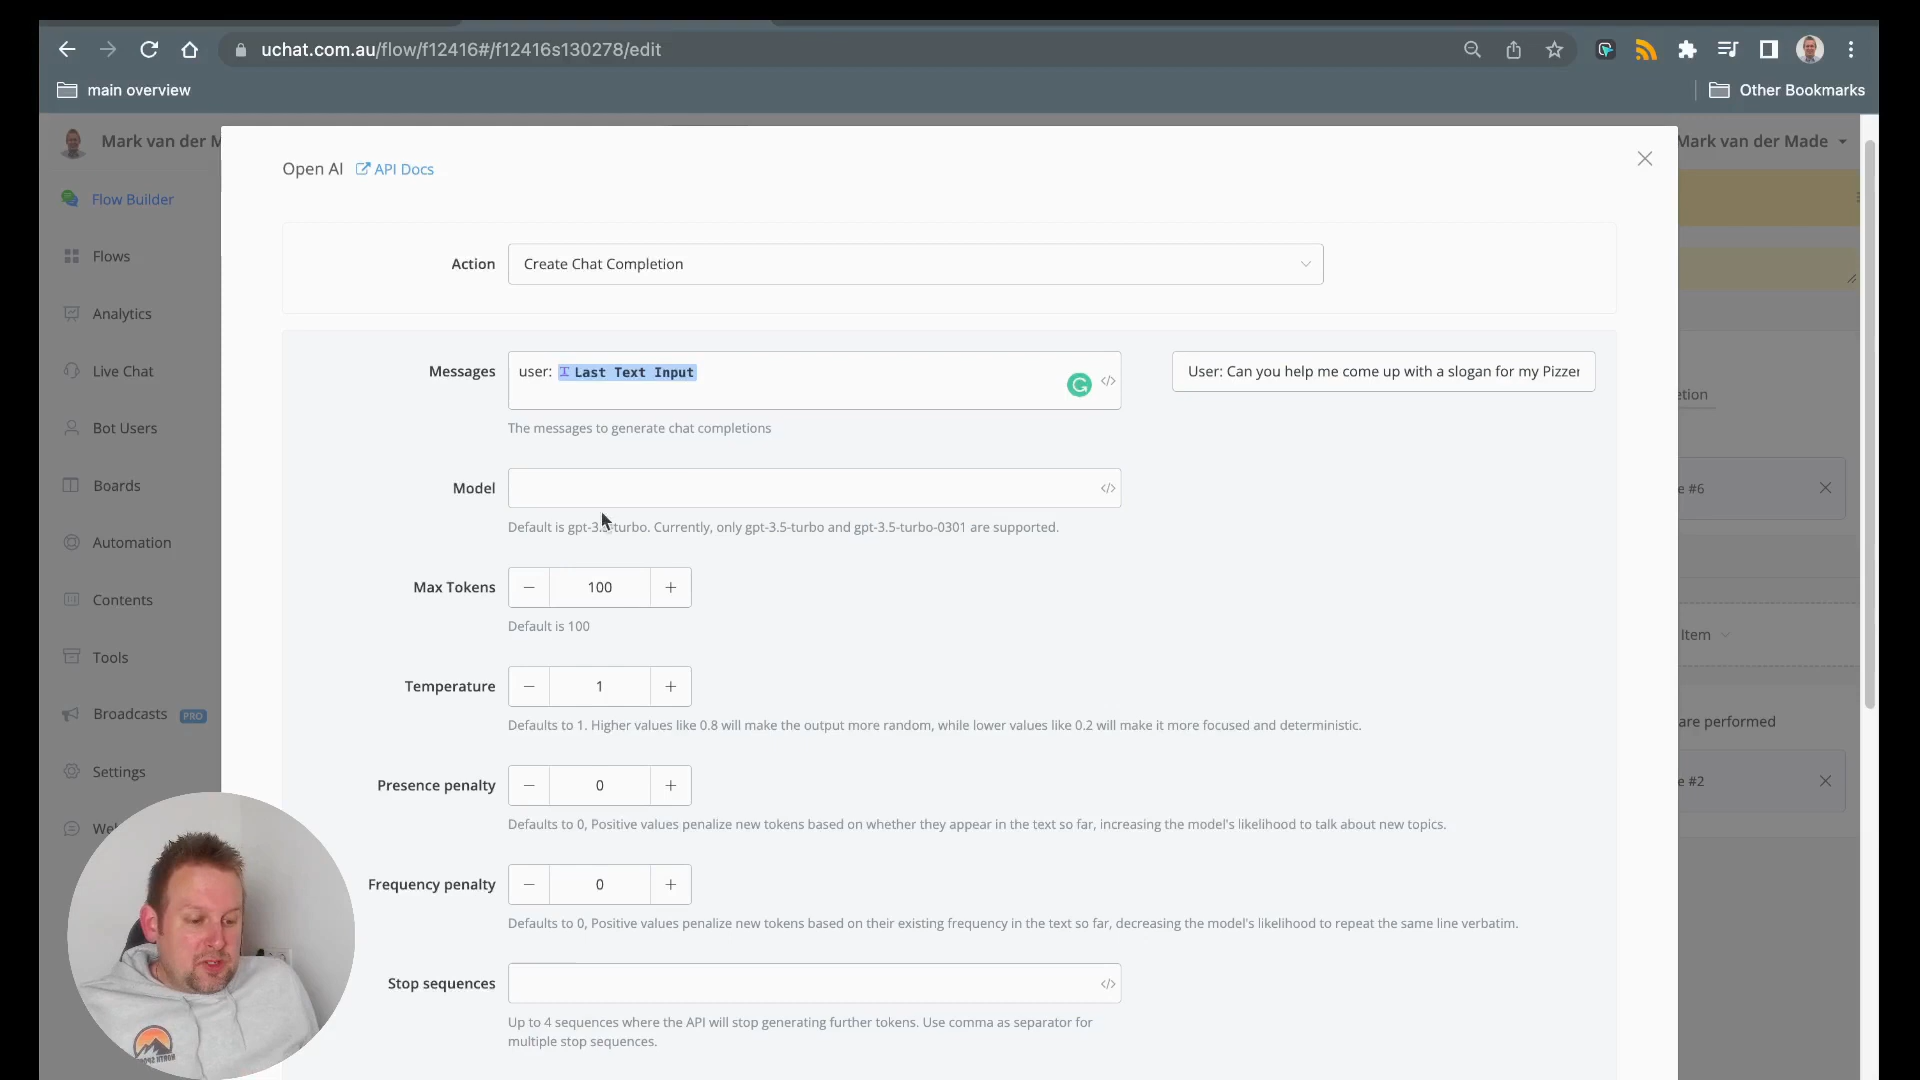 uchat.com.au/flow/f12416#/f12416s130278/edit
main overview
Other Bookmarks
Mark van der M
Mark van der Made
Open AI API Docs
Flow Builder
Flows
Analytics
Live Chat
Bot Users
Boards
Automation
Contents
Tools
Broadcasts PRO
Settings
We
Action Create Chat Completion
Messages user: Last Text Input
User: Can you help me come up with a slogan for my Pizzer
The messages to generate chat completions
Model
Default is gpt-3.5-turbo. Currently, only gpt-3.5-turbo and gpt-3.5-turbo-0301 are supported.
Max Tokens 100
Default is 100
Temperature 1
Defaults to 1. Higher values like 0.8 will make the output more random, while lower values like 0.2 will make it more focused and deterministic.
Presence penalty 0
Defaults to 0, Positive values penalize new tokens based on whether they appear in the text so far, increasing the model's likelihood to talk about new topics.
Frequency penalty 0
Defaults to 0, Positive values penalize new tokens based on their existing frequency in the text so far, decreasing the model's likelihood to repeat the same line verbatim.
Stop sequences
Up to 4 sequences where the API will stop generating further tokens. Use comma as separator for
multiple stop sequences.
etion
e #6
Item
are performed
e #2